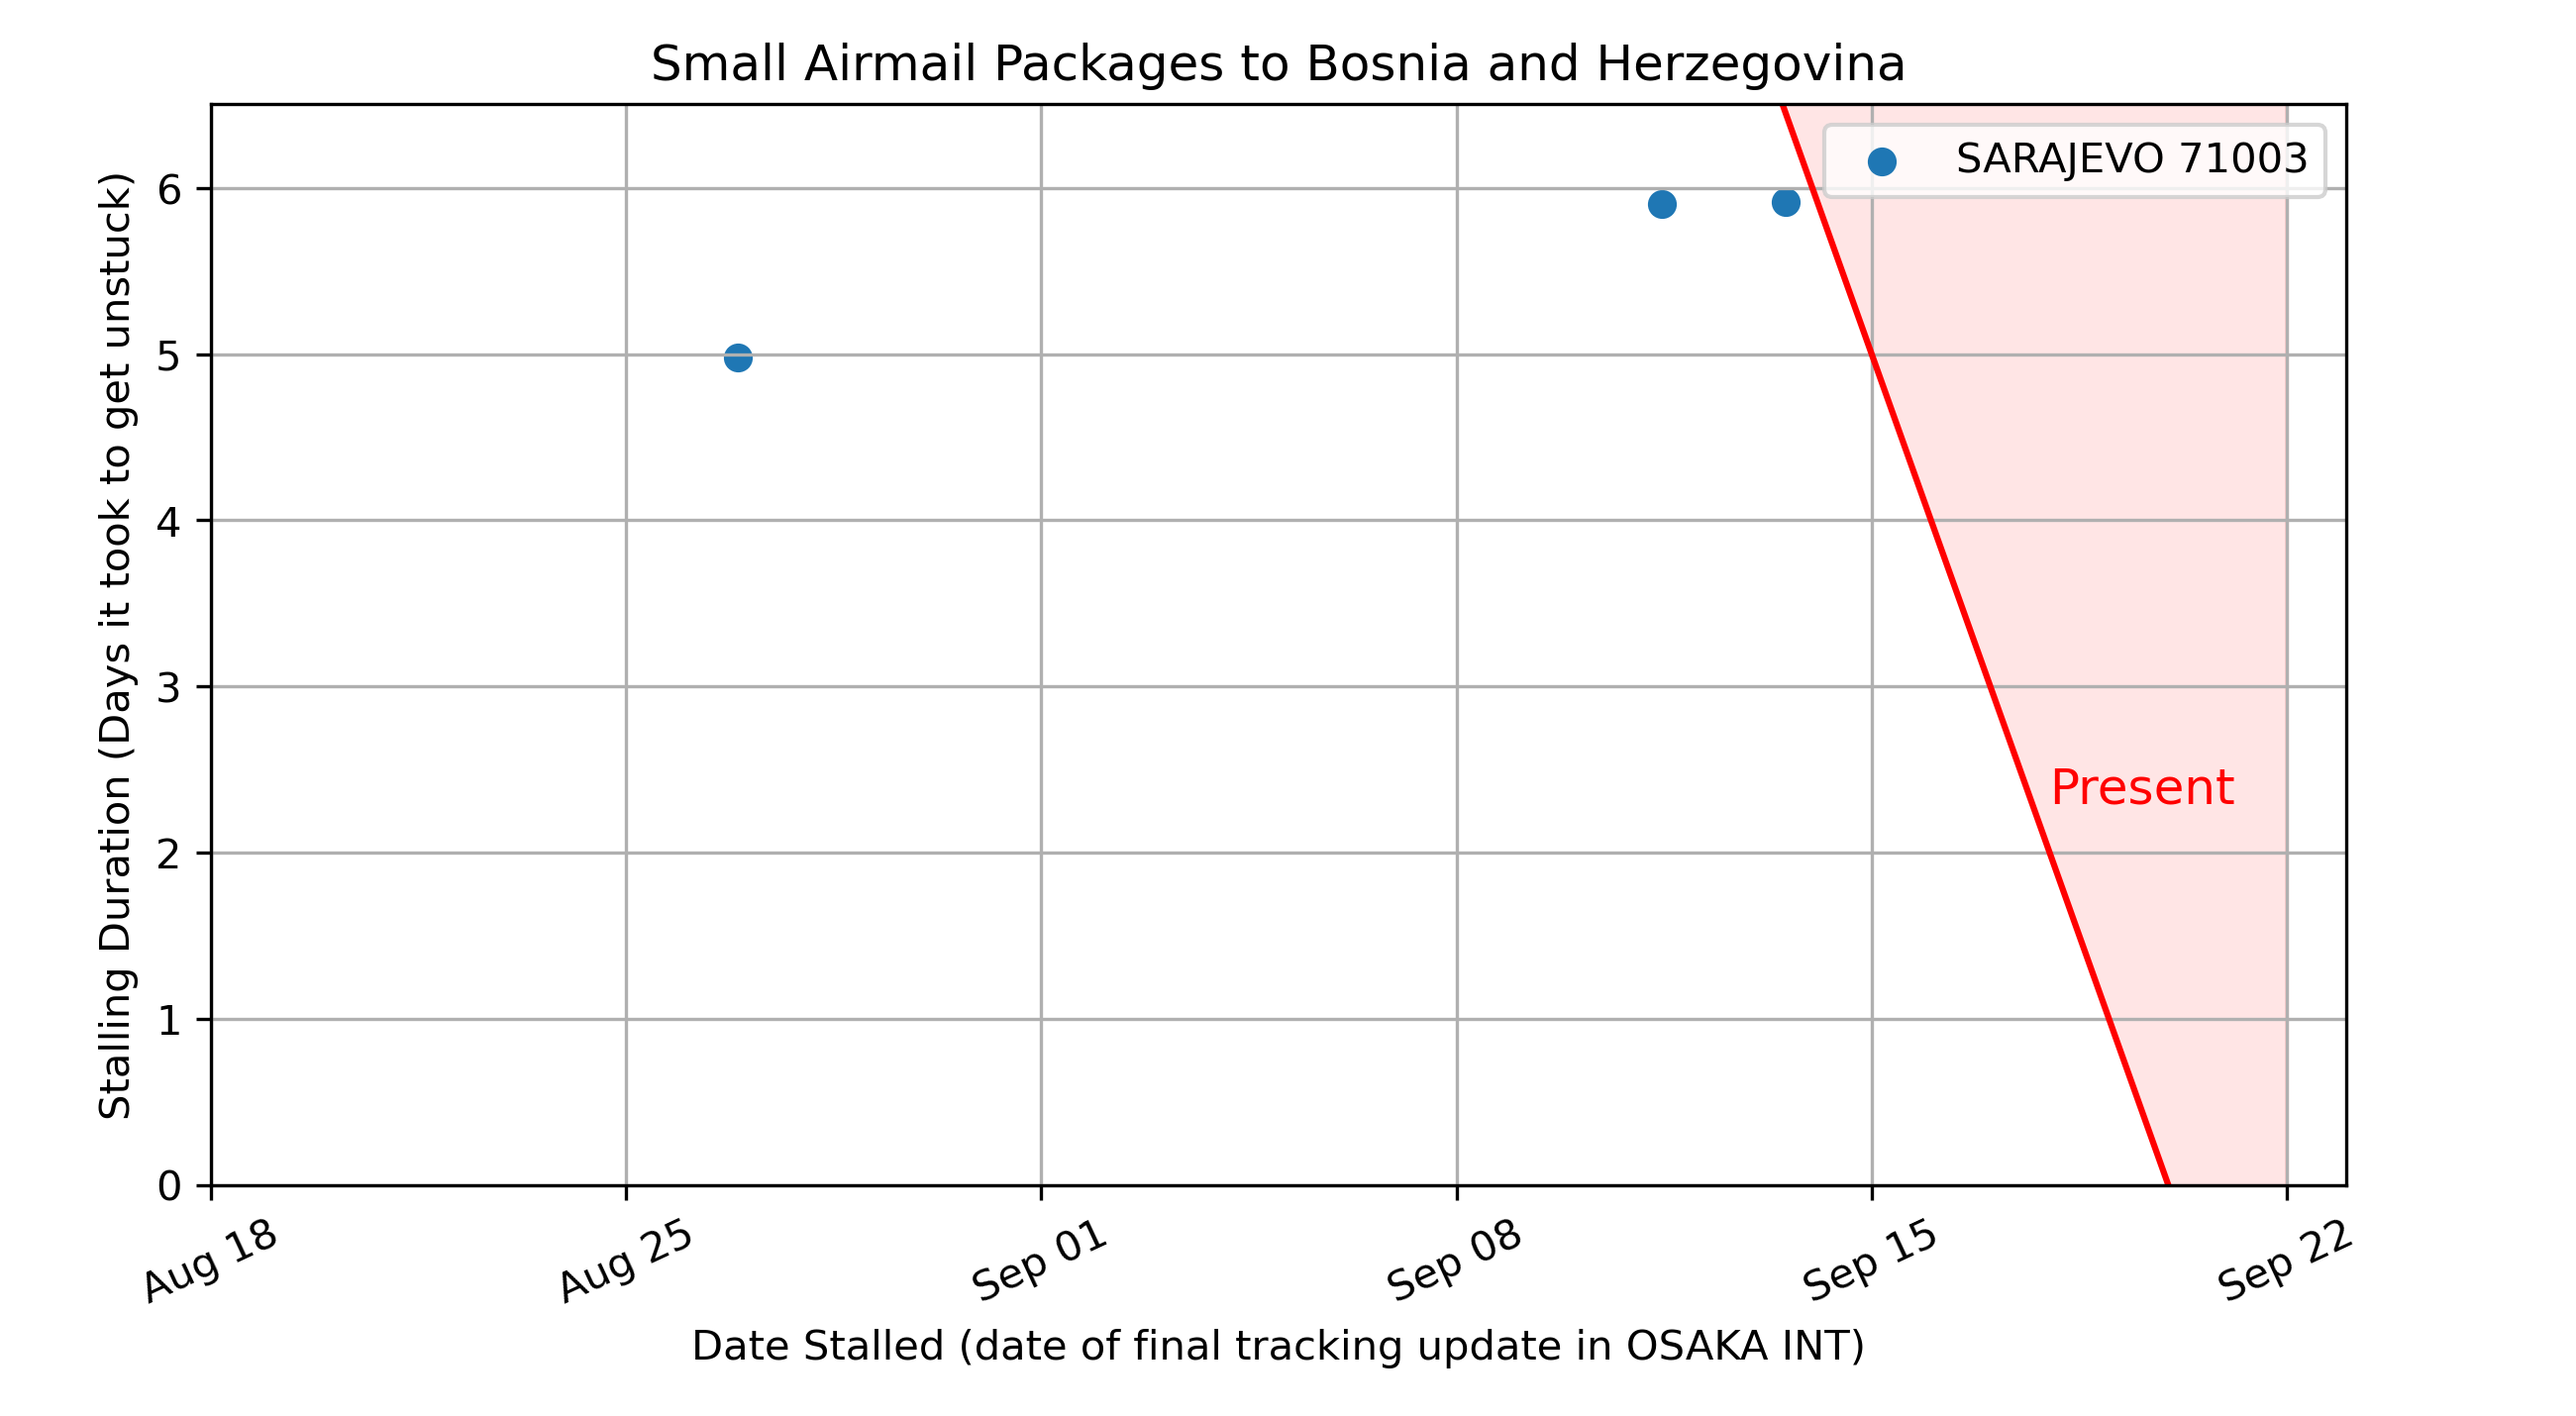 Small Airmail Packages to Bosnia and Herzegovina
SARAJEVO 71003
Stalling Duration (Days it took to get unstuck)
6
5
4
3
2
1
0
Present
Aug 18
Aug 25
Sep 01
Sep 08
Sep 15
Sep 22
Date Stalled (date of final tracking update in OSAKA INT)